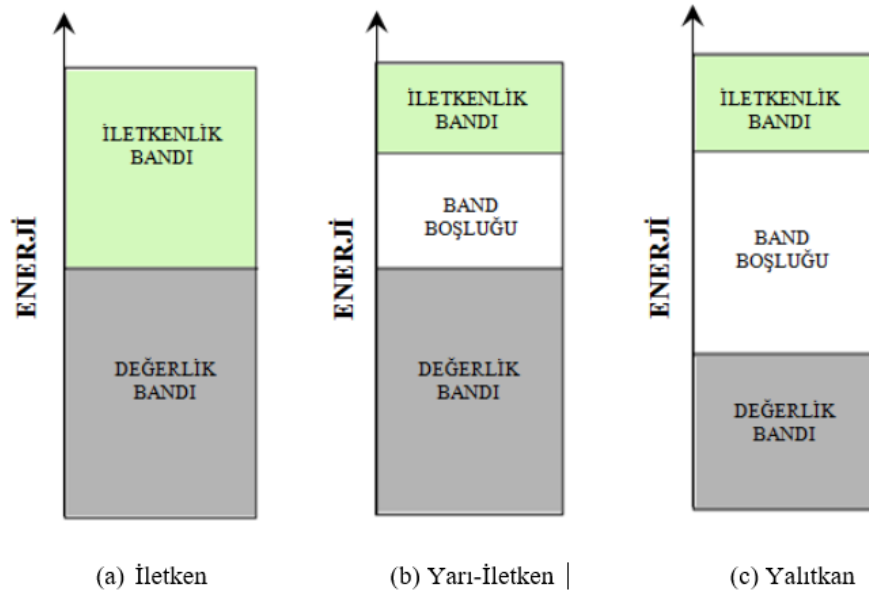 ENERJİ
İLETKENLİK
BANDI
DEĞERLİK
BANDI
(a) İletken
ENERJİ
İLETKENLİK
BANDI
BAND
BOŞLUĞU
DEĞERLİK
BANDI
(b) Yarı-İletken
ENERJİ
İLETKENLİK
BANDI
BAND
BOŞLUĞU
DEĞERLİK
BANDI
(c) Yalıtkan